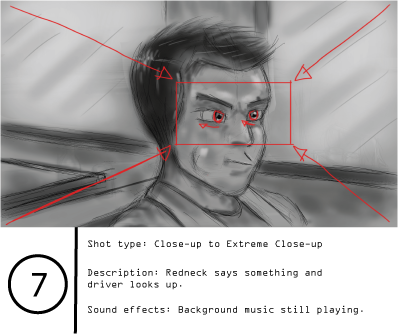 Shot type: Close-up to Extreme Close-up
Description: Redneck says something and
driver looks up.
7
Sound effects: Background music still playing.